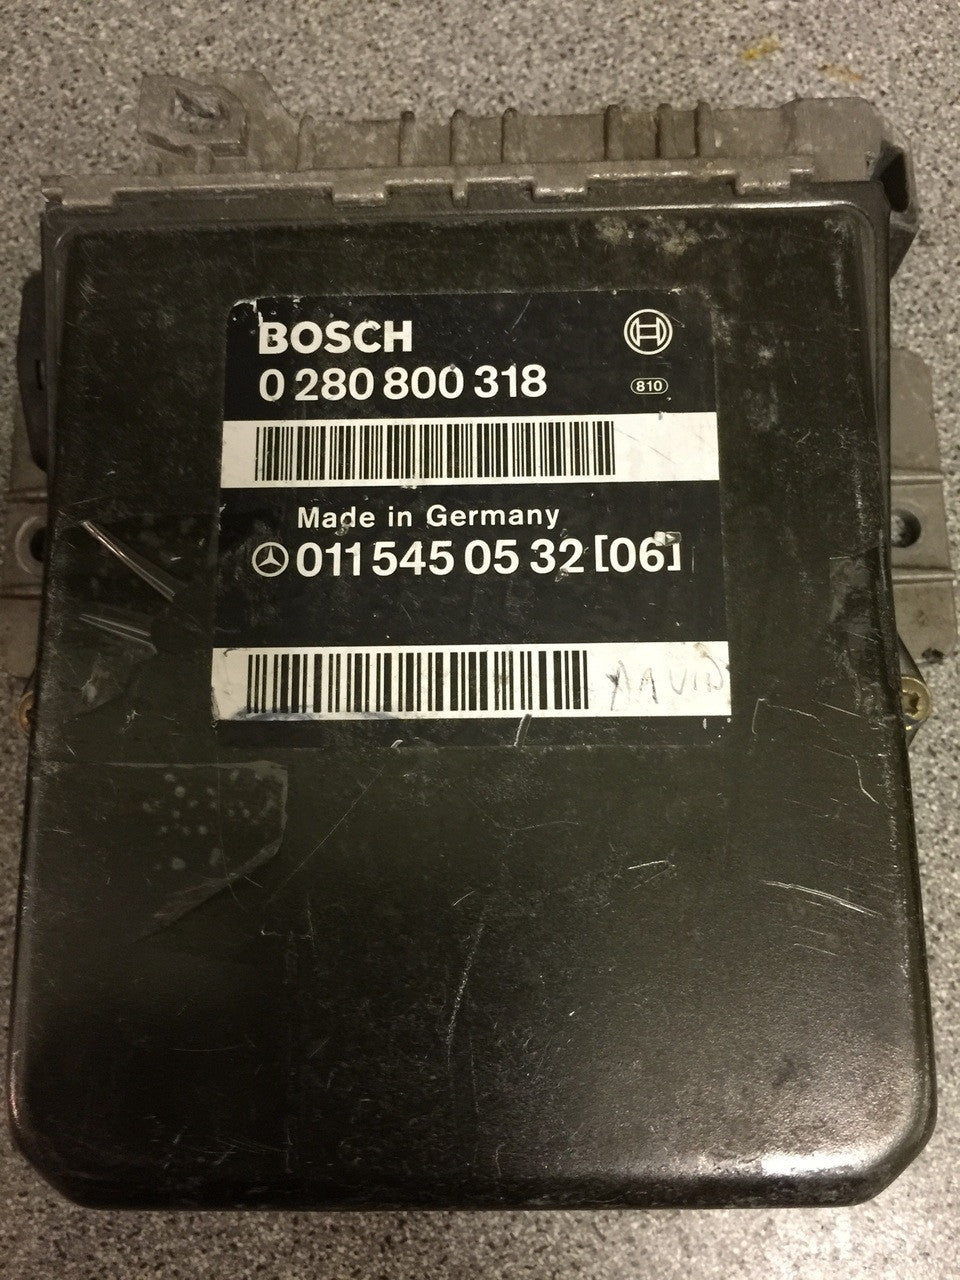 BOSCH
0 280 800 318
810
Made in Germany
011 545 05 32 [06]